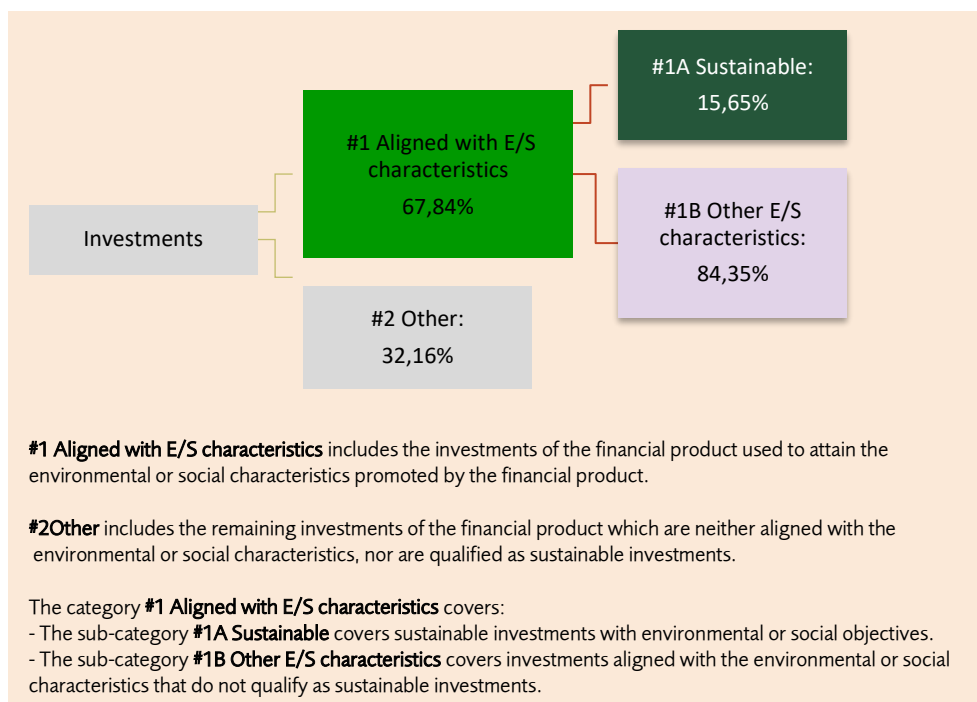 #1A Sustainable:
15,65%
#1 Aligned with E/S
characteristics
67,84%
#1B Other E/S
characteristics:
84,35%
Investments
#2 Other:
32,16%
#1 Aligned with E/S characteristics includes the investments of the financial product used to attain the
environmental or social characteristics promoted by the financial product.
#2Other includes the remaining investments of the financial product which are neither aligned with the
environmental or social characteristics, nor are qualified as sustainable investments.
The category #1 Aligned with E/S characteristics covers:
- The sub-category #1A Sustainable covers sustainable investments with environmental or social objectives.
- The sub-category #1B Other E/S characteristics covers investments aligned with the environmental or social
characteristics that do not qualify as sustainable investments.